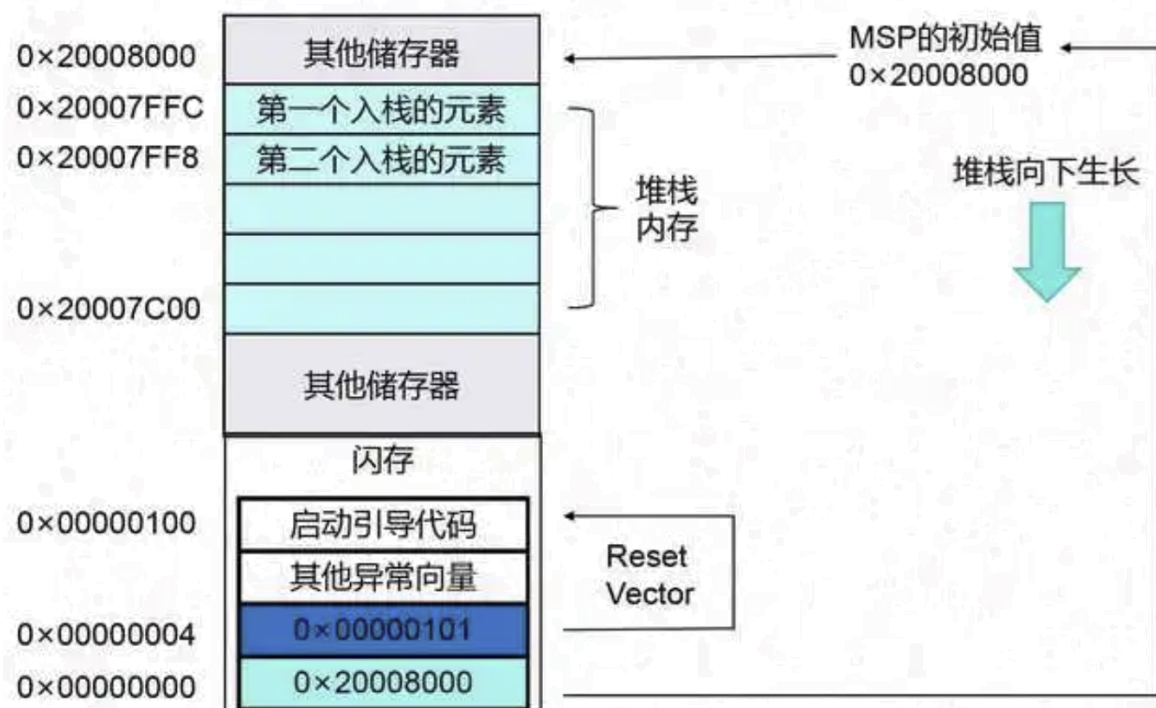 0×20008000
其他储存器
MSP的初始值
0×20008000
0×20007FFC
第一个入栈的元素
0×20007FF8
第二个入栈的元素
堆栈
内存
堆栈向下生长
0×20007C00
其他储存器
闪存
0×00000100
启动引导代码
其他异常向量
Reset
Vector
0×00000004
0×00000101
0×00000000
0×20008000